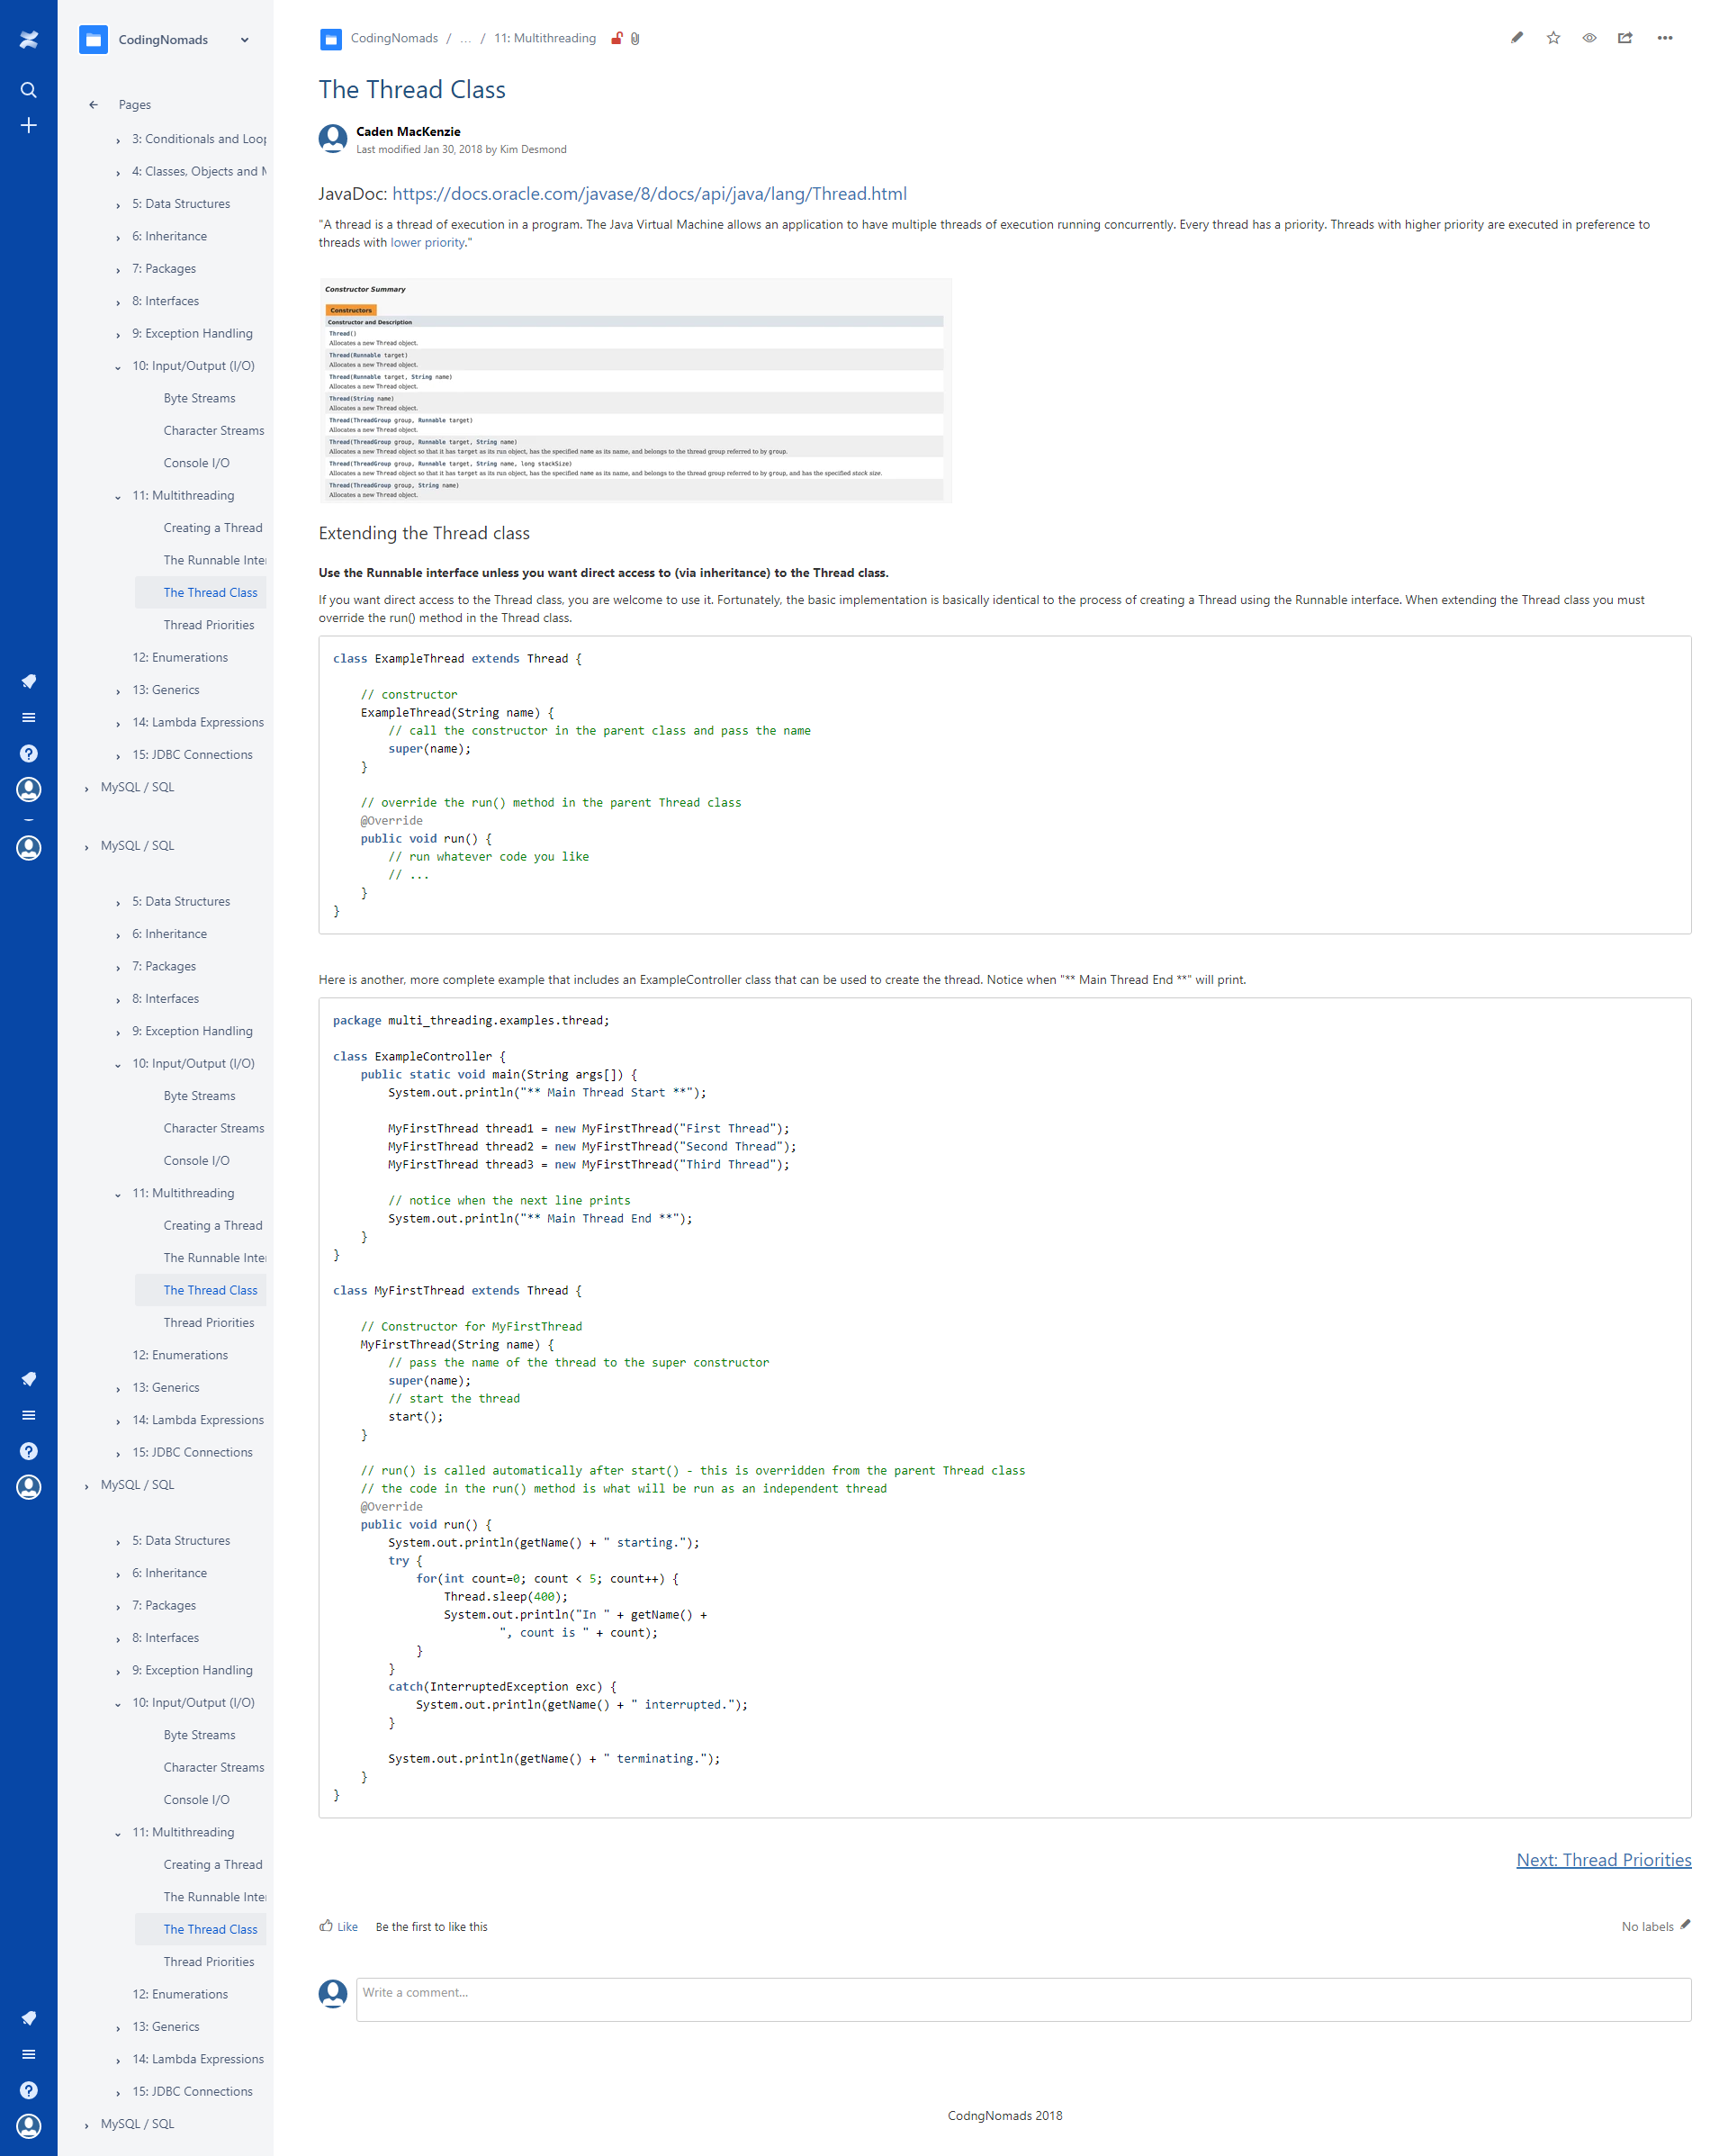 CodingNomads
Pages
3: Conditionals and Loop
4: Classes, Objects and M
5: Data Structures
6: Inheritance
7: Packages
8: Interfaces
9: Exception Handling
10: Input/Output (I/O)
Byte Streams
Character Streams
Console I/O
11: Multithreading
Creating a Thread
The Runnable Inter
The Thread Class
Thread Priorities
12: Enumerations
13: Generics
14: Lambda Expressions
15: JDBC Connections
MySQL / SQL
MySQL / SQL
5: Data Structures
6: Inheritance
7: Packages
8: Interfaces
9: Exception Handling
10: Input/Output (I/O)
Byte Streams
Character Streams
Console I/O
11: Multithreading
Creating a Thread
The Runnable Inter
The Thread Class
Thread Priorities
12: Enumerations
13: Generics
14: Lambda Expressions
15: JDBC Connections
MySQL / SQL
5: Data Structures
6: Inheritance
7: Packages
8: Interfaces
9: Exception Handling
10: Input/Output (I/O)
Byte Streams
Character Streams
Console I/O
11: Multithreading
Creating a Thread
The Runnable Inter
The Thread Class
Thread Priorities
12: Enumerations
13: Generics
14: Lambda Expressions
15: JDBC Connections
MySQL / SQL
CodingNomads / ... / 11: Multithreading
The Thread Class
Caden MacKenzie
Last modified Jan 30, 2018 by Kim Desmond
JavaDoc: https://docs.oracle.com/javase/8/docs/api/java/lang/Thread.html
"A thread is a thread of execution in a program. The Java Virtual Machine allows an application to have multiple threads of execution running concurrently. Every thread has a priority. Threads with higher priority are executed in preference to
threads with lower priority."
Constructor Summary
Constructors
Constructor and Description
Thread()
Allocates a new Thread object.
Thread(Runnable target)
Allocates a new Thread object.
Thread(Runnable target, String name)
Allocates a new Thread object.
Thread(String name)
Allocates a new Thread object.
Thread(ThreadGroup group, Runnable target)
Allocates a new Thread object.
Thread(ThreadGroup group, Runnable target, String name)
Allocates a new Thread object so that it has target as its run object, has the specified name as its name, and belongs to the thread group referred to by group.
Thread(ThreadGroup group, Runnable target, String name, long stackSize)
Allocates a new Thread object so that it has target as its run object, has the specified name as its name, and belongs to the thread group referred to by group, and has the specified stack size.
Thread(ThreadGroup group, String name)
Allocates a new Thread object.
Extending the Thread class
Use the Runnable interface unless you want direct access to (via inheritance) to the Thread class.
If you want direct access to the Thread class, you are welcome to use it. Fortunately, the basic implementation is basically identical to the process of creating a Thread using the Runnable interface. When extending the Thread class you must
override the run() method in the Thread class.
class ExampleThread extends Thread {
// constructor
ExampleThread(String name) {
// call the constructor in the parent class and pass the name
super(name);
}
// override the run() method in the parent Thread class
@Override
public void run() {
// run whatever code you like
// ...
}
}
Here is another, more complete example that includes an ExampleController class that can be used to create the thread. Notice when "** Main Thread End **" will print.
package multi_threading.examples.thread;
class ExampleController {
public static void main(String args[]) {
System.out.println("** Main Thread Start **");
MyFirstThread thread1 = new MyFirstThread("First Thread");
MyFirstThread thread2 = new MyFirstThread("Second Thread");
MyFirstThread thread3 = new MyFirstThread("Third Thread");
// notice when the next line prints
System.out.println("** Main Thread End **");
}
}
class MyFirstThread extends Thread {
// Constructor for MyFirstThread
MyFirstThread(String name) {
// pass the name of the thread to the super constructor
super(name);
// start the thread
start();
}
// run() is called automatically after start() - this is overridden from the parent Thread class
// the code in the run() method is what will be run as an independent thread
@Override
public void run() {
System.out.println(getName() + " starting.");
try {
for(int count=0; count < 5; count++) {
Thread.sleep(400);
System.out.println("In " + getName() +
", count is " + count);
}
}
catch(InterruptedException exc) {
System.out.println(getName() + " interrupted.");
}
System.out.println(getName() + " terminating.");
}
}
Next: Thread Priorities
Like Be the first to like this
No labels
Write a comment...
CodngNomads 2018